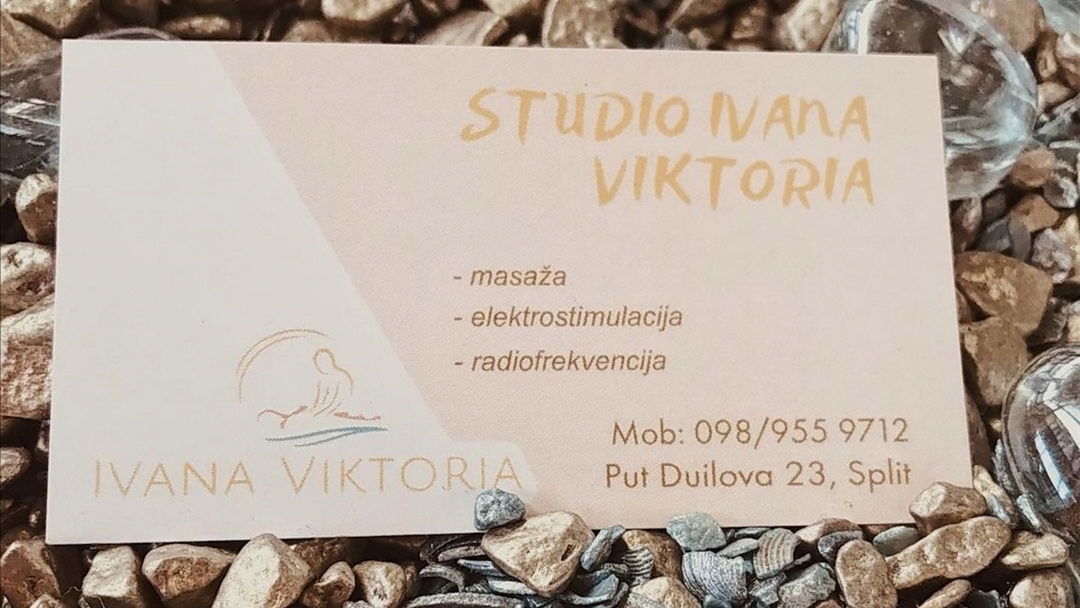 STUDIO IVANA
VIKTORIA
- masaža
- elektrostimulacija
- radiofrekvencija
Mob: 098/955 9712
Put Duilova 23, Split
IVANA VIKTORIA